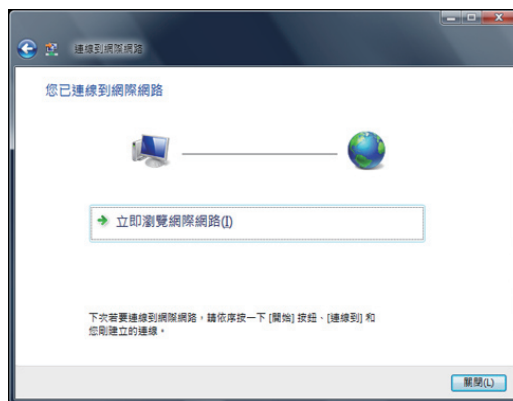 連線到網際網路
您已連線到網際網路
立即瀏覽網際網路(I)
下次若要連線到網際網路，請依序按一下 [開始] 按鈕、[連線到] 和
您剛建立的連線。
關閉(L)